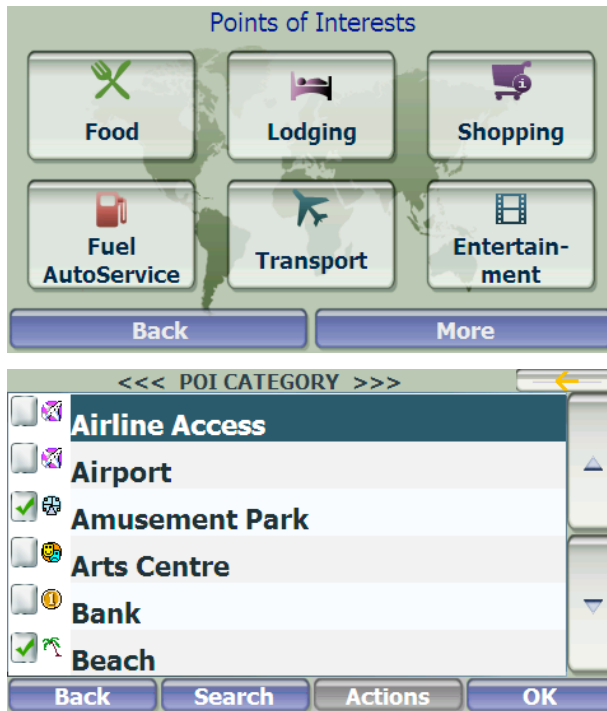 Points of Interests
Food
Lodging
Shopping
Fuel
AutoService
Transport
Entertain-
ment
Back
More
<<< POI CATEGORY >>>
Airline Access
Airport
Amusement Park
Arts Centre
Bank
Beach
Back
Search
Actions
OK